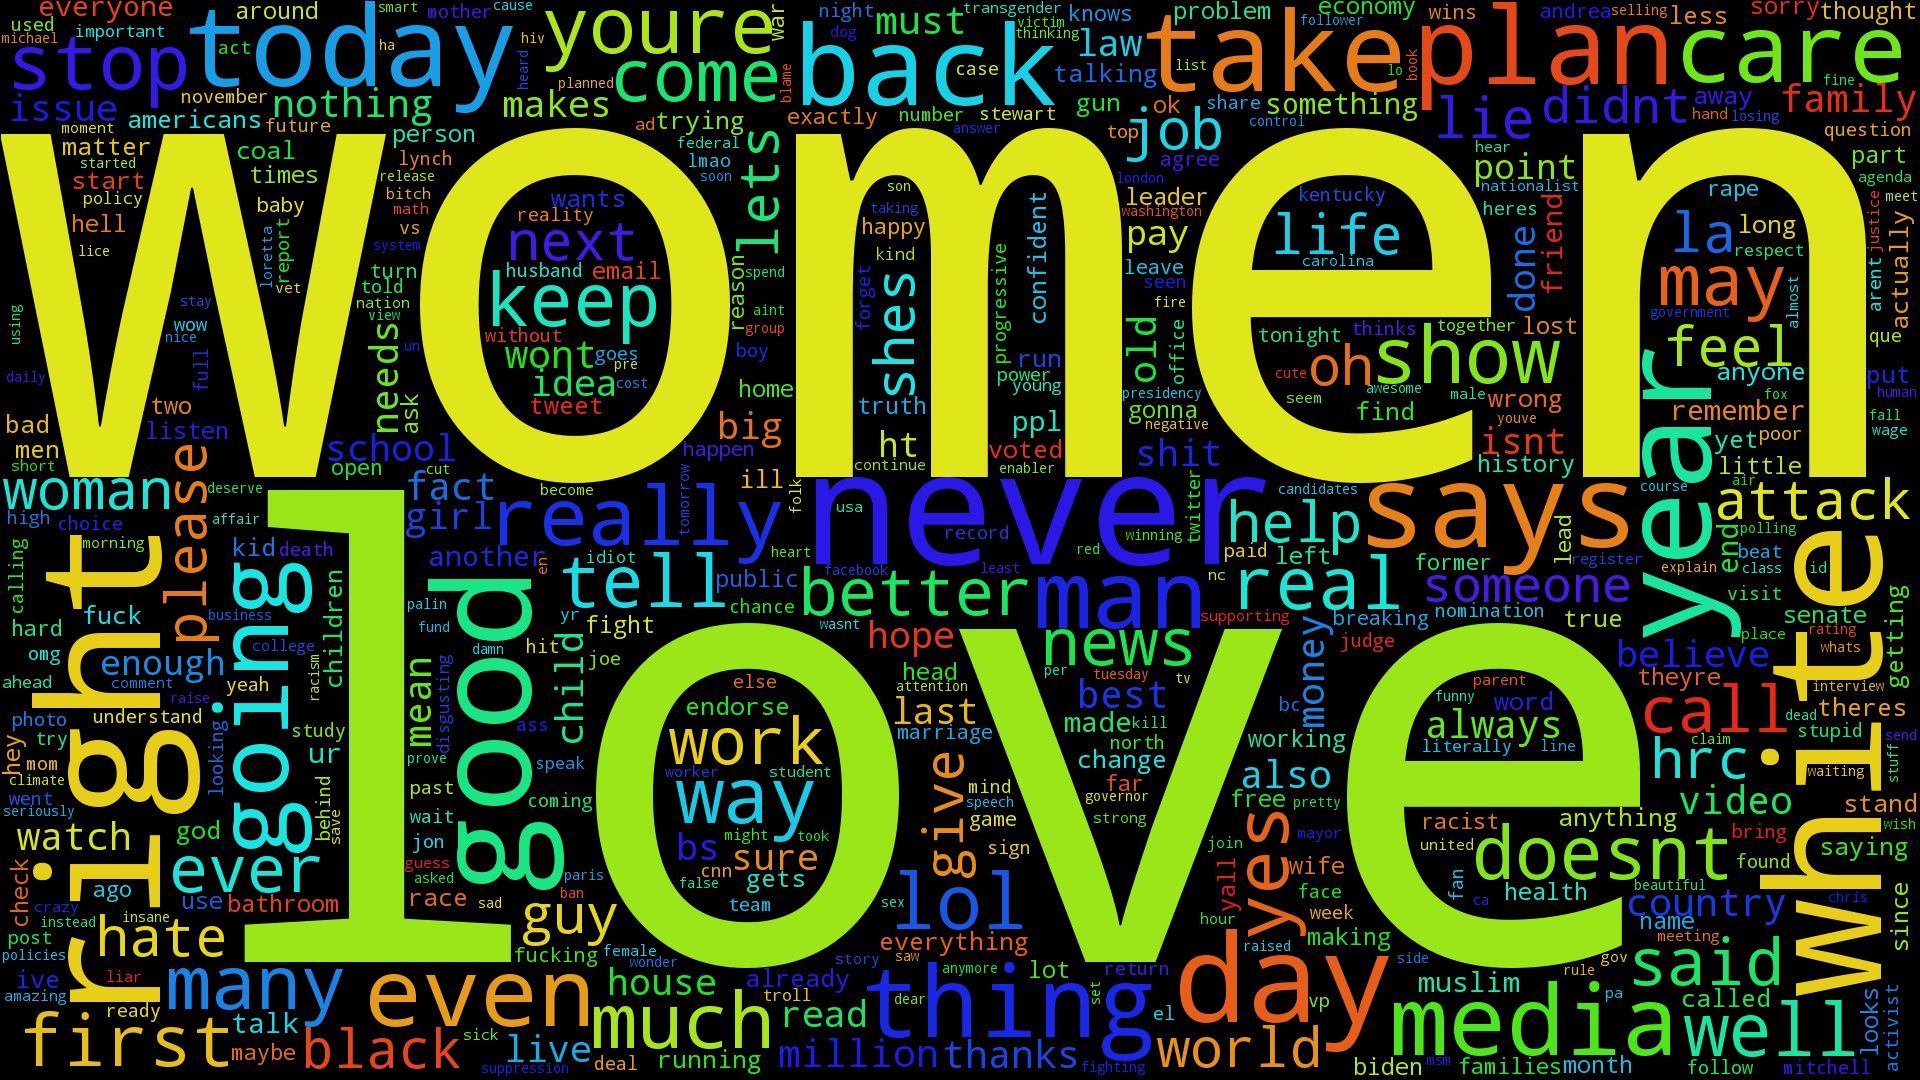 women
love
never
white
right
good
going
year
today
back
take
plan
care
stop
youre
come
says
really
man
thing
day
media
even
much
many
first
black
well
said
doesnt
call
hrc
yes
lol
news
better
tell
real
help
someone
attack
show
feel
may
la
life
job
lie
didnt
family
keep
next
wont
idea
shes
lets
needs
school
woman
please
enough
ever
hate
guy
work
way
sure
bs
give
last
best
hope
money
also
always
believe
country
video
world
million
thanks
house
read
live
child
mean
girl
fact
another
big
old
pay
oh
isnt
done
friend
point
law
must
something
nothing
issue
makes
everyone
used
important
michael
around
americans
november
future
act
smart
ha
mother
cause
hiv
heard
war
night
dog
transgender
victim
thinking
knows
follower
problem
economy
wins
andrea
selling
less
sorry
thought
planned
blame
case
talking
list
lo
book
fine
away
hand
losing
question
exactly
number
stewart
answer
gun
ok
share
control
top
agree
ad
trying
federal
lmao
soon
person
lynch
release
bitch
math
vs
system
moment
matter
started
start
policy
hell
lice
coal
times
baby
loretta
report
vet
stay
wow
nice
using
daily
full
turn
told
nation
view
un
wants
reality
husband
email
without
goes
pre
cost
tweet
reason
spend
aint
group
boy
home
son
taking
happy
kind
forget
truth
progressive
confident
run
power
young
ppl
voted
enabler
ht
continue
london
leader
washington
leave
seen
fire
office
presidency
gonna
negative
shit
kentucky
carolina
tonight
thinks
together
cute
awesome
male
seem
find
hear
nationalist
heres
lost
wrong
youve
history
rape
long
respect
government
almost
anyone
fox
remember
yet
poor
little
part
agenda
meet
justice
actually
arent
que
put
human
fall
wage
bad
men
short
two
listen
ask
open
cut
happen
ill
become
folk
tomorrow
usa
record
red
winning
twitter
candidates
course
air
polling
end
high
choice
deserve
affair
calling
morning
kid
death
children
fuck
hard
omg
ahead
business
college
comment
raise
yeah
racism
palin
fund
en
idiot
yr
damn
hit
fight
joe
public
chance
heart
facebook
wasnt
least
nc
paid
left
supporting
former
lead
register
nomination
breaking
judge
true
explain
beat
class
id
visit
senate
place
rating
whats
getting
theyre
interview
theres
photo
try
hey
mom
climate
went
seriously
understand
looking
study
ur
behind
save
disgusting
prove
past
wait
jon
guess
asked
ass
speak
coming
else
endorse
worker
student
might
took
cnn
gets
false
team
head
attention
marriage
mind
speech
game
sign
per
tuesday
tv
made
kill
north
change
far
governor
strong
bc
working
free
pretty
join
mayor
parent
funny
word
literally
line
racist
united
anything
fan
health
ca
claim
dead
stupid
send
waiting
stuff
stand
bring
wish
found
saying
beautiful
chris
name
meeting
since
watch
god
ago
use
bathroom
check
crazy
instead
insane
post
policies
ive
amazing
liar
ready
race
sad
paris
ban
fucking
female
wonder
sex
everything
saw
story
already
troll
anymore
dear
lot
return
set
yall
hour
raised
wife
face
week
making
side
vp
el
muslim
rule
gov
pa
called
looks
activist
talk
maybe
sick
suppression
deal
running
fighting
biden
msm
families
month
follow
mitchell